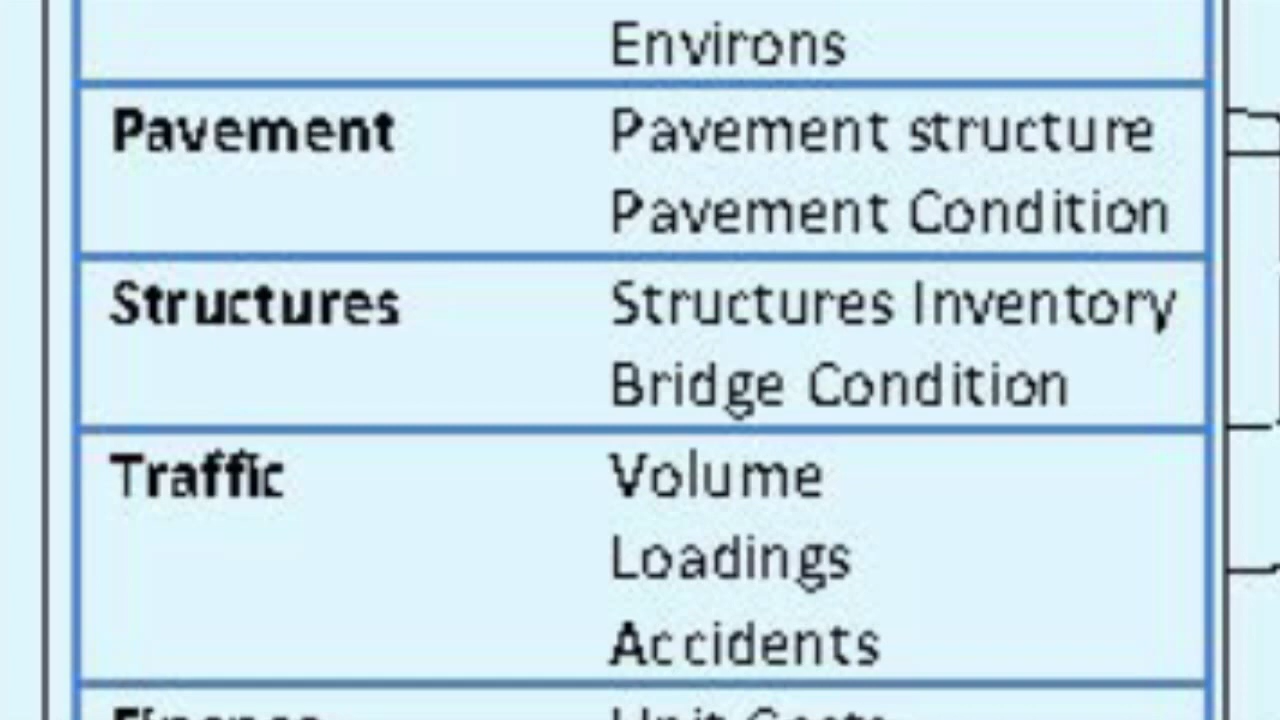 Environs
Pavement Pavement structure
Pavement Condition
Structures Structures Inventory
Bridge Condition
Traffic Volume
Loadings
Accidents